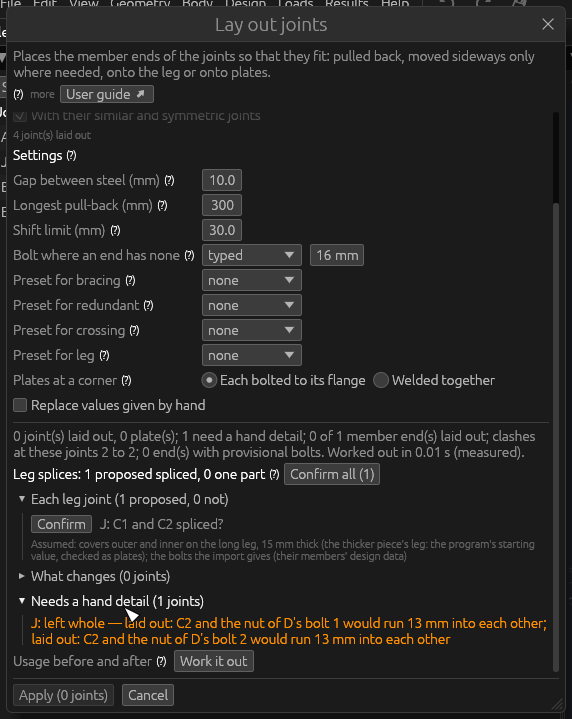 File Edit View Geometry Body Design Loads Results Help
Lay out joints
Places the member ends of the joints so that they fit: pulled back, moved sideways only
where needed, onto the leg or onto plates.
(?) more User guide
With their similar and symmetric joints
4 joint(s) laid out
Settings (?)
Gap between steel (mm) (?) 10.0
Longest pull-back (mm) (?) 300
Shift limit (mm) (?) 30.0
Bolt where an end has none (?) typed 16 mm
Preset for bracing (?) none
Preset for redundant (?) none
Preset for crossing (?) none
Preset for leg (?) none
Plates at a corner (?) Each bolted to its flange Welded together
Replace values given by hand
0 joint(s) laid out, 0 plate(s); 1 need a hand detail; 0 of 1 member end(s) laid out; clashes
at these joints 2 to 2; 0 end(s) with provisional bolts. Worked out in 0.01 s (measured).
Leg splices: 1 proposed spliced, 0 one part (?) Confirm all (1)
Each leg joint (1 proposed, 0 not)
Confirm J: C1 and C2 spliced?
Assumed: covers outer and inner on the long leg, 15 mm thick (the thicker piece's leg: the program's starting
value, checked as plates); the bolts the import gives (their members' design data)
What changes (0 joints)
Needs a hand detail (1 joints)
J: left whole — laid out: C2 and the nut of D's bolt 1 would run 13 mm into each other;
laid out: C2 and the nut of D's bolt 2 would run 13 mm into each other
Usage before and after (?) Work it out
Apply (0 joints) Cancel